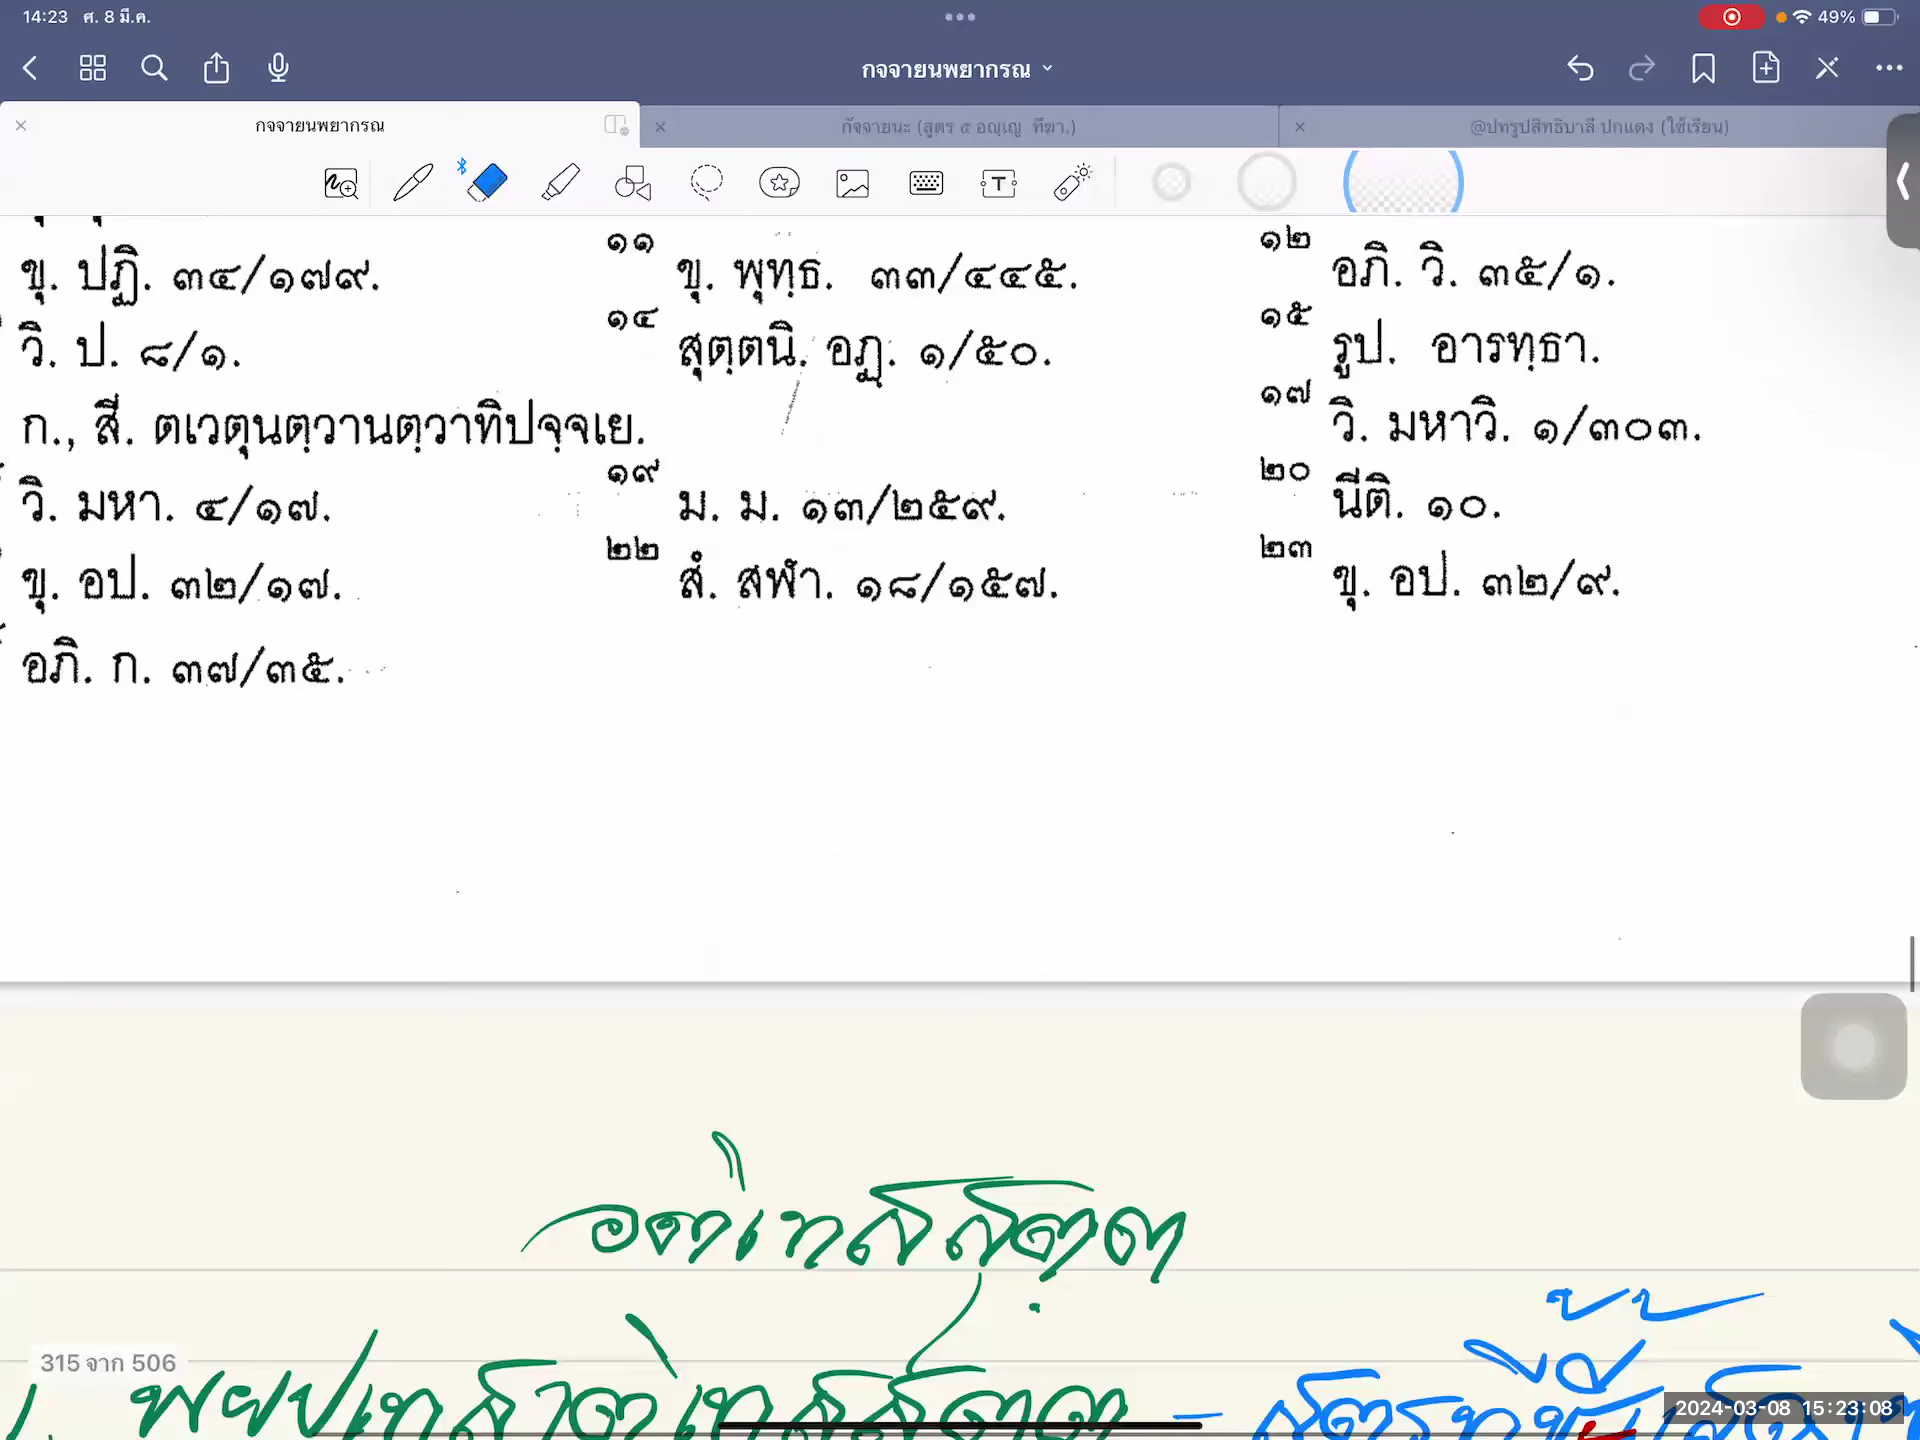 14:23 ศ. 8 มี.ค.
49%
กจจายนพยากรณ
กจจายนพยากรณ
กัจจายนะ (สูตร ๕ อญฺเญ ทีฆา.)
@ปทรูปสิทธิบาลี ปกแดง (ใช้เรียน)
ขุ. ปฏิ. ๓๔/๑๗๙. ๑๑ ขุ. พุทฺธ. ๓๓/๔๔๕. ๑๒ อภิ. วิ. ๓๕/๑.
วิ. ป. ๘/๑. ๑๔ สุตฺตนิ. อฏฺ. ๑/๕๐. ๑๕ รูป. อารทฺธา.
ก., สี. ตเวตุนตฺวานตฺวาทิปจฺจเย. ๑๗ วิ. มหาวิ. ๑/๓๐๓.
วิ. มหา. ๔/๑๗. ๑๙ ม. ม. ๑๓/๒๕๙. ๒๐ นีติ. ๑๐.
ขุ. อป. ๓๒/๑๗. ๒๒ สํ. สฬา. ๑๘/๑๕๗. ๒๓ ขุ. อป. ๓๒/๙.
อภิ. ก. ๓๗/๓๕.
315 จาก 506
2024-03-08 15:23:08